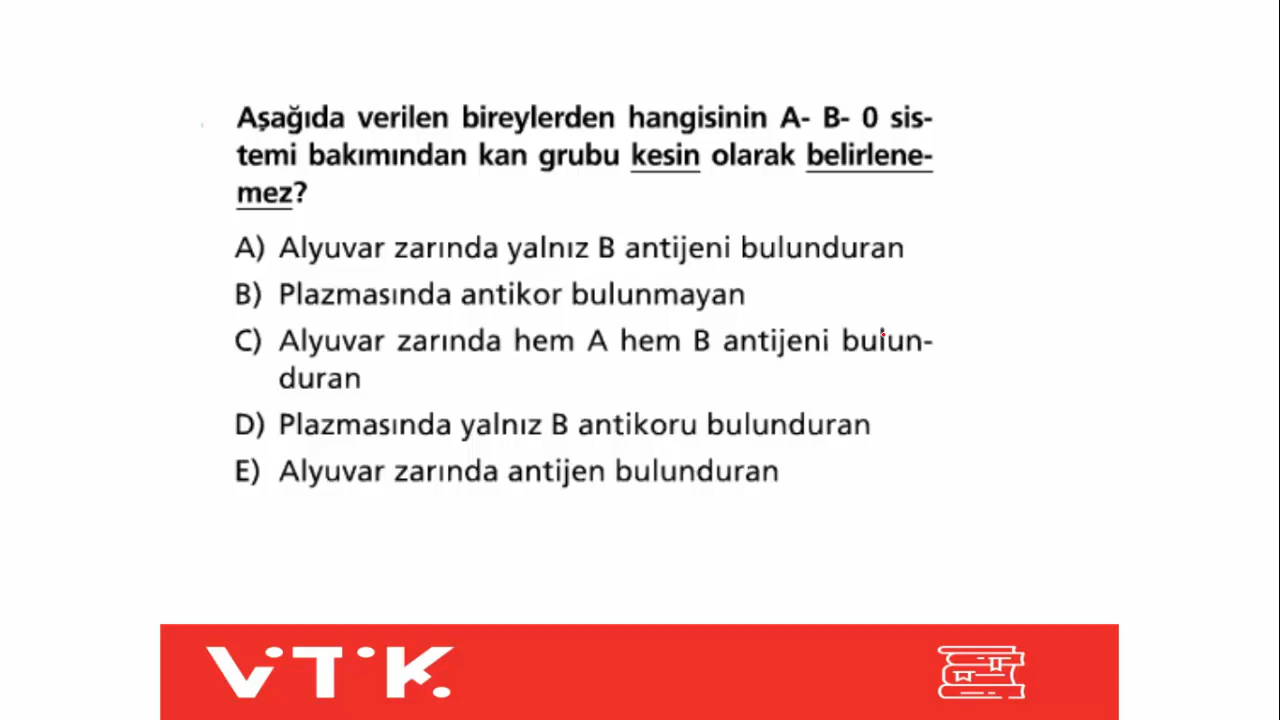 Aşağıda verilen bireylerden hangisinin A- B- 0 sis-
temi bakımından kan grubu kesin olarak belirlene-
mez?
A) Alyuvar zarında yalnız B antijeni bulunduran
B) Plazmasında antikor bulunmayan
C) Alyuvar zarında hem A hem B antijeni bulun-
duran
D) Plazmasında yalnız B antikoru bulunduran
E) Alyuvar zarında antijen bulunduran
ViTiK.